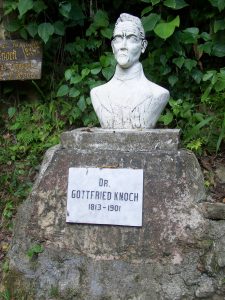 DR.
GOTTFRIED KNOCH
1813-1901